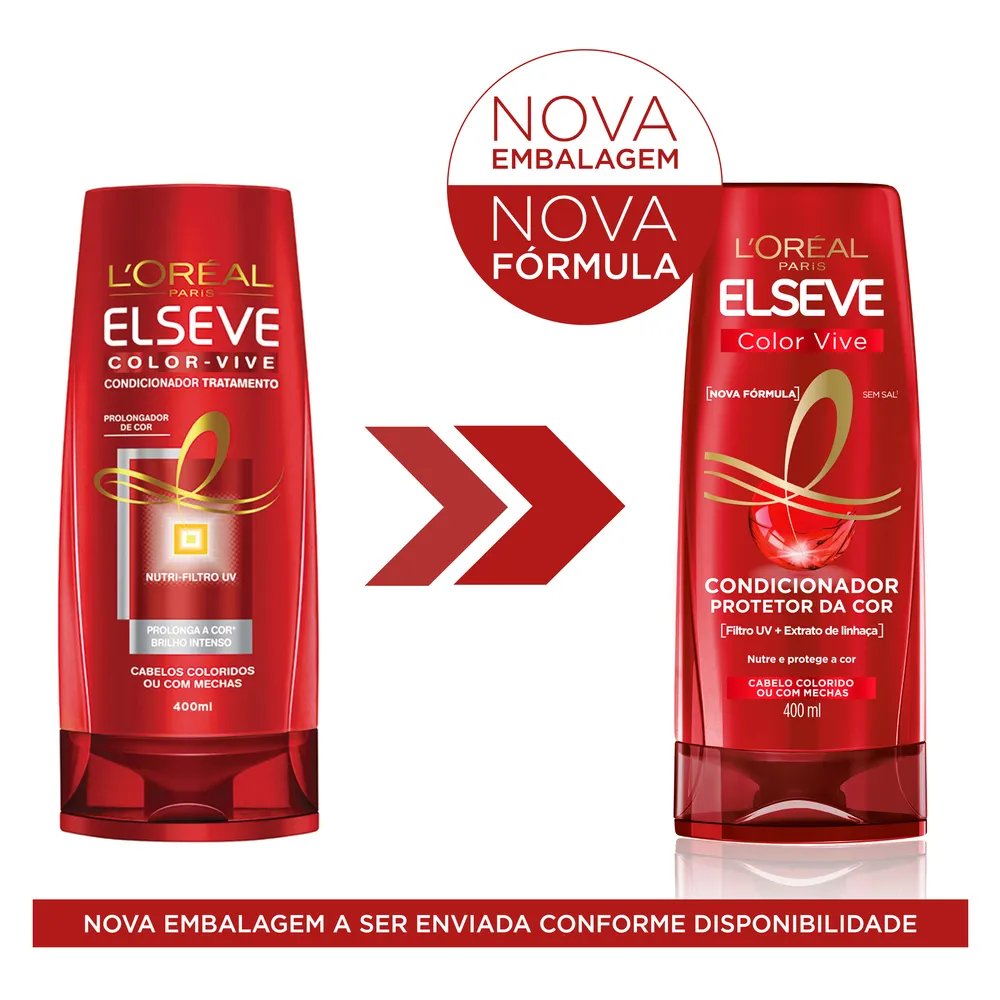 NOVA
EMBALAGEM
NOVA
FÓRMULA
L'ORÉAL
PARIS
ELSEVE
COLOR-VIVE
CONDICIONADOR TRATAMENTO
PROLONGADOR
DE COR
NUTRI-FILTRO UV
PROLONGA A COR*
BRILHO INTENSO
CABELOS COLORIDOS
OU COM MECHAS
400ml
L'ORÉAL
PARIS
ELSEVE
Color Vive
[NOVA FÓRMULA]
SEM SAL¹
CONDICIONADOR
PROTETOR DA COR
[Filtro UV + Extrato de linhaça]
Nutre e protege a cor
CABELO COLORIDO
OU COM MECHAS
400 ml
NOVA EMBALAGEM A SER ENVIADA CONFORME DISPONIBILIDADE